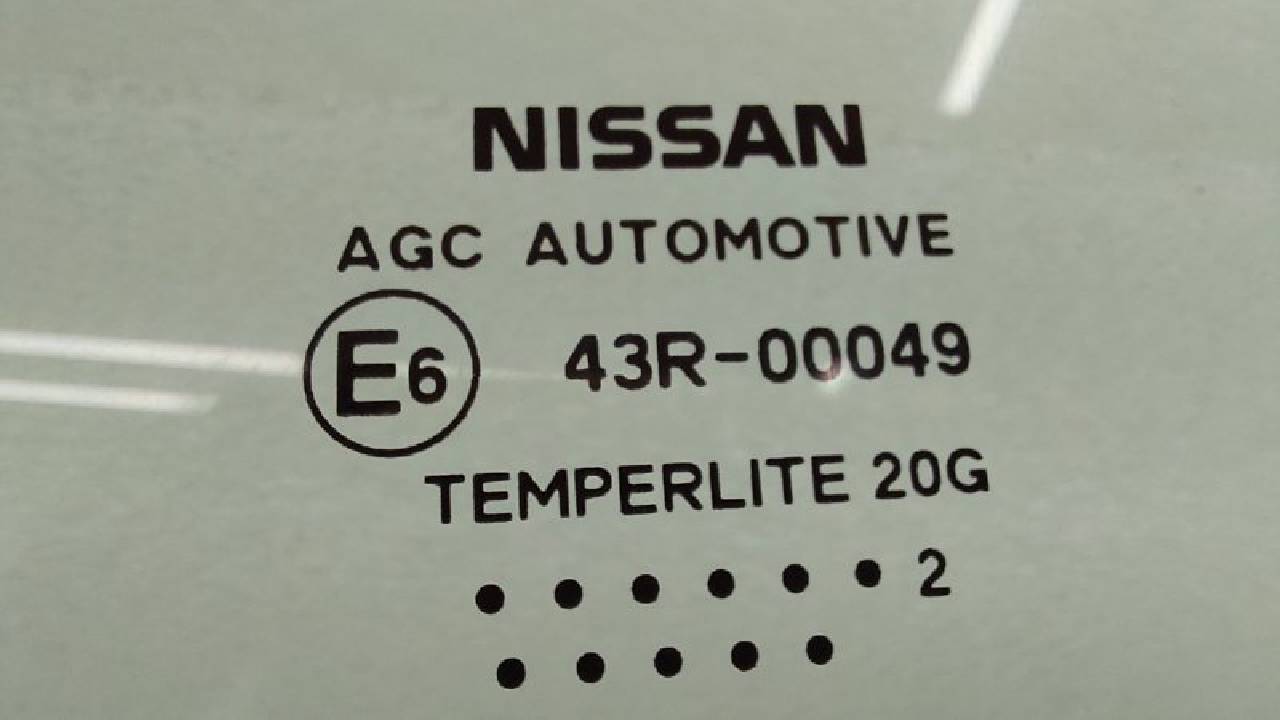 NISSAN
AGC AUTOMOTIVE
E6 43R-00049
TEMPERLITE 20G
• • • • • • 2
• • • • •